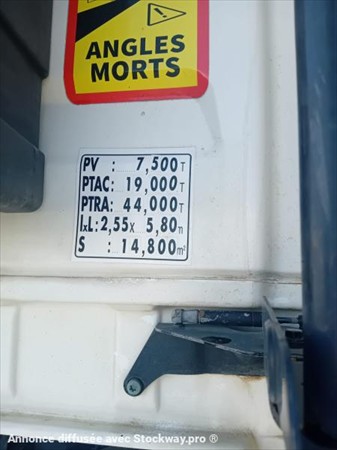 ANGLES
MORTS
PV : 7,500T
PTAC: 19,000T
PTRA: 44,000T
lxL: 2,55x 5,80m
S : 14,800m²
Annonce diffusée avec Stockway.pro ®